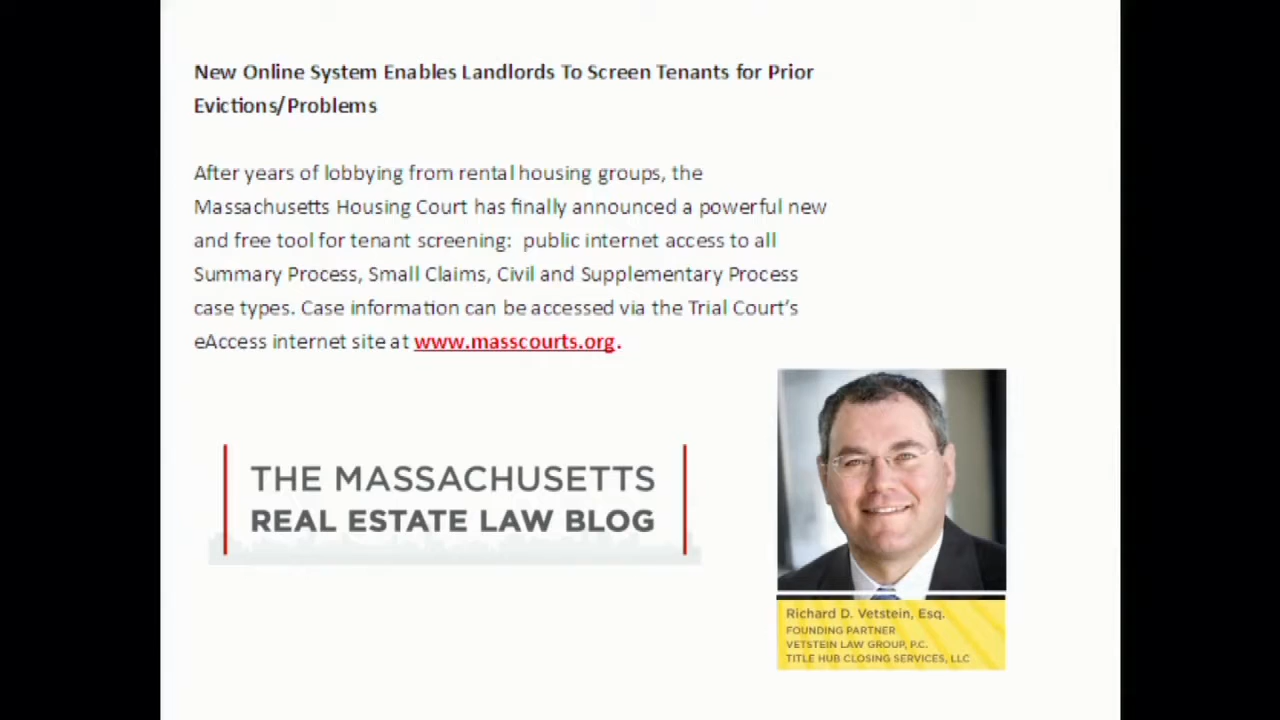 New Online System Enables Landlords To Screen Tenants for Prior
Evictions/Problems
After years of lobbying from rental housing groups, the
Massachusetts Housing Court has finally announced a powerful new
and free tool for tenant screening:  public internet access to all
Summary Process, Small Claims, Civil and Supplementary Process
case types. Case information can be accessed via the Trial Court’s
eAccess internet site at www.masscourts.org.
THE MASSACHUSETTS
REAL ESTATE LAW BLOG
Richard D. Vetstein, Esq.
FOUNDING PARTNER
VETSTEIN LAW GROUP, P.C.
TITLE HUB CLOSING SERVICES, LLC